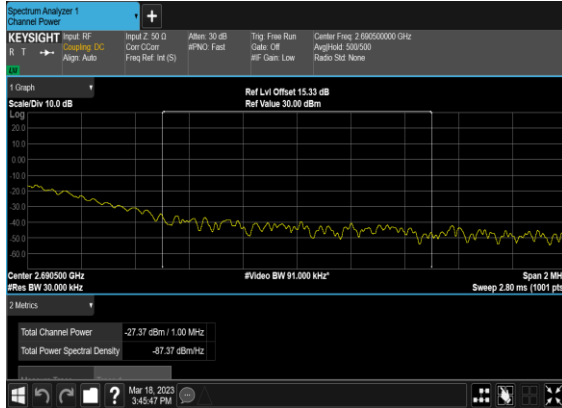 Spectrum Analyzer 1
Channel Power
+
KEYSIGHT Input: RF Input Z: 50 Ω Atten: 30 dB Trig: Free Run Center Freq: 2.690500000 GHz
R T Coupling: DC Corr CCorr #PNO: Fast Gate: Off Avg|Hold: 500/500
Align: Auto Freq Ref: Int (S) #IF Gain: Low Radio Std: None
1 Graph
Ref Lvl Offset 15.33 dB
Scale/Div 10.0 dB Ref Value 30.00 dBm
Log
20.0
10.0
0.00
-10.0
-20.0
-30.0
-40.0
-50.0
-60.0
Center 2.690500 GHz #Video BW 91.000 kHz* Span 2 MH
#Res BW 30.000 kHz Sweep 2.80 ms (1001 pts
2 Metrics
Total Channel Power -27.37 dBm / 1.00 MHz
Total Power Spectral Density -87.37 dBm/Hz
? Mar 18, 2023
3:45:47 PM